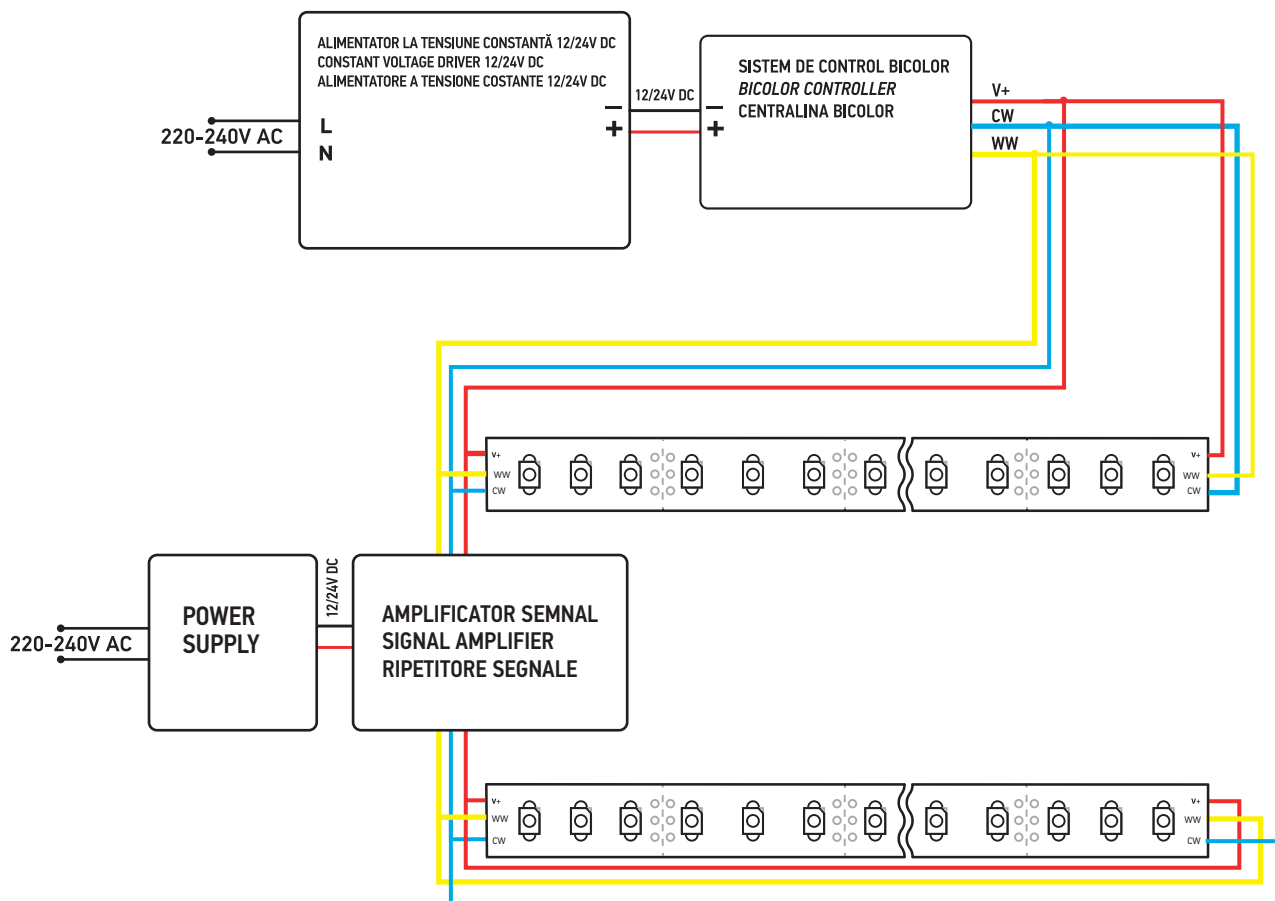 ALIMENTATOR LA TENSIUNE CONSTANTĂ 12/24V DC
CONSTANT VOLTAGE DRIVER 12/24V DC
ALIMENTATORE A TENSIONE COSTANTE 12/24V DC
220-240V AC
L
N
−
+
12/24V DC
−
+
SISTEM DE CONTROL BICOLOR
BICOLOR CONTROLLER
CENTRALINA BICOLOR
V+
CW
WW
V+
WW
CW
V+
WW
CW
220-240V AC
POWER
SUPPLY
12/24V DC
AMPLIFICATOR SEMNAL
SIGNAL AMPLIFIER
RIPETITORE SEGNALE
V+
WW
CW
V+
WW
CW